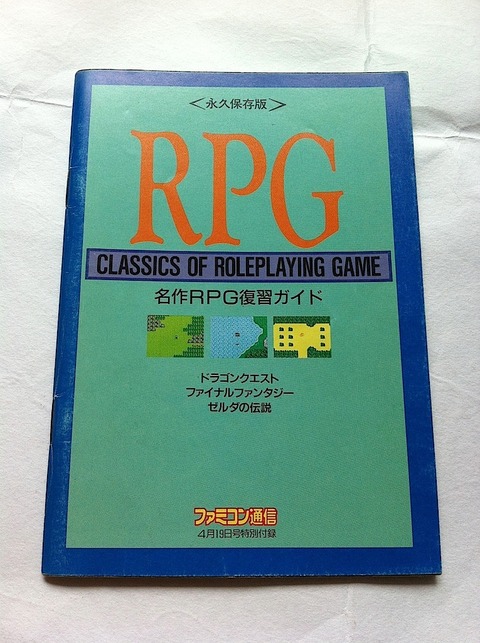 <永久保存版>
RPG
CLASSICS OF ROLEPLAYING GAME
名作RPG復習ガイド
ドラゴンクエスト
ファイナルファンタジー
ゼルダの伝説
ファミコン通信
4月19日号特別付録